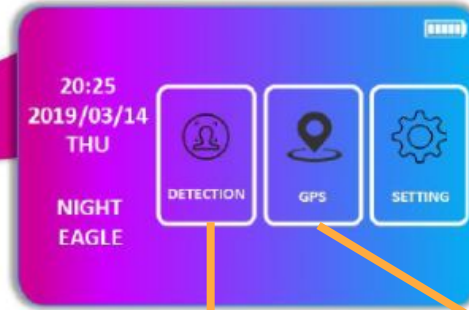 20:25
2019/03/14
THU
NIGHT
EAGLE
DETECTION
GPS
SETTING